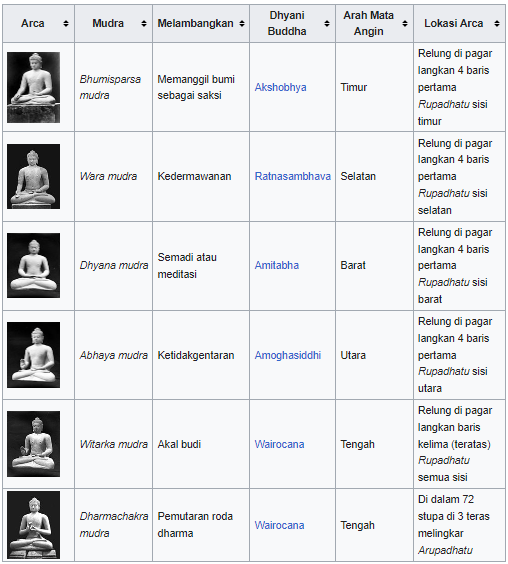 Arca Mudra Melambangkan Dhyani Buddha Arah Mata Angin Lokasi Arca
Bhumisparsa mudra Memanggil bumi sebagai saksi Akshobhya Timur Relung di pagar langkan 4 baris pertama Rupadhatu sisi timur
Wara mudra Kedermawanan Ratnasambhava Selatan Relung di pagar langkan 4 baris pertama Rupadhatu sisi selatan
Dhyana mudra Semadi atau meditasi Amitabha Barat Relung di pagar langkan 4 baris pertama Rupadhatu sisi barat
Abhaya mudra Ketidakgentaran Amoghasiddhi Utara Relung di pagar langkan 4 baris pertama Rupadhatu sisi utara
Witarka mudra Akal budi Wairocana Tengah Relung di pagar langkan baris kelima (teratas) Rupadhatu semua sisi
Dharmachakra mudra Pemutaran roda dharma Wairocana Tengah Di dalam 72 stupa di 3 teras melingkar Arupadhatu